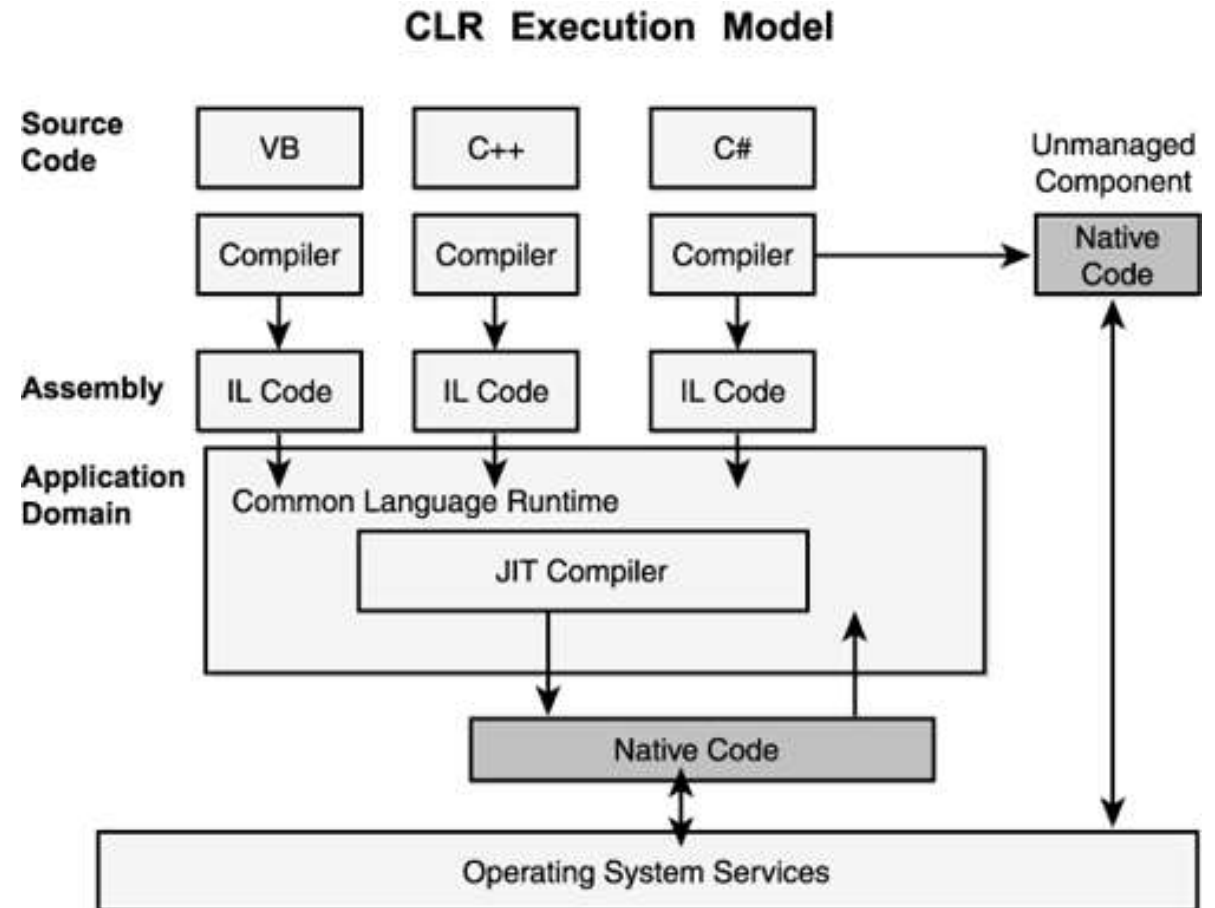 CLR Execution Model
Source
Code
VB
C++
C#
Unmanaged
Component
Compiler
Compiler
Compiler
Native
Code
Assembly
IL Code
IL Code
IL Code
Application
Domain
Common Language Runtime
JIT Compiler
Native Code
Operating System Services